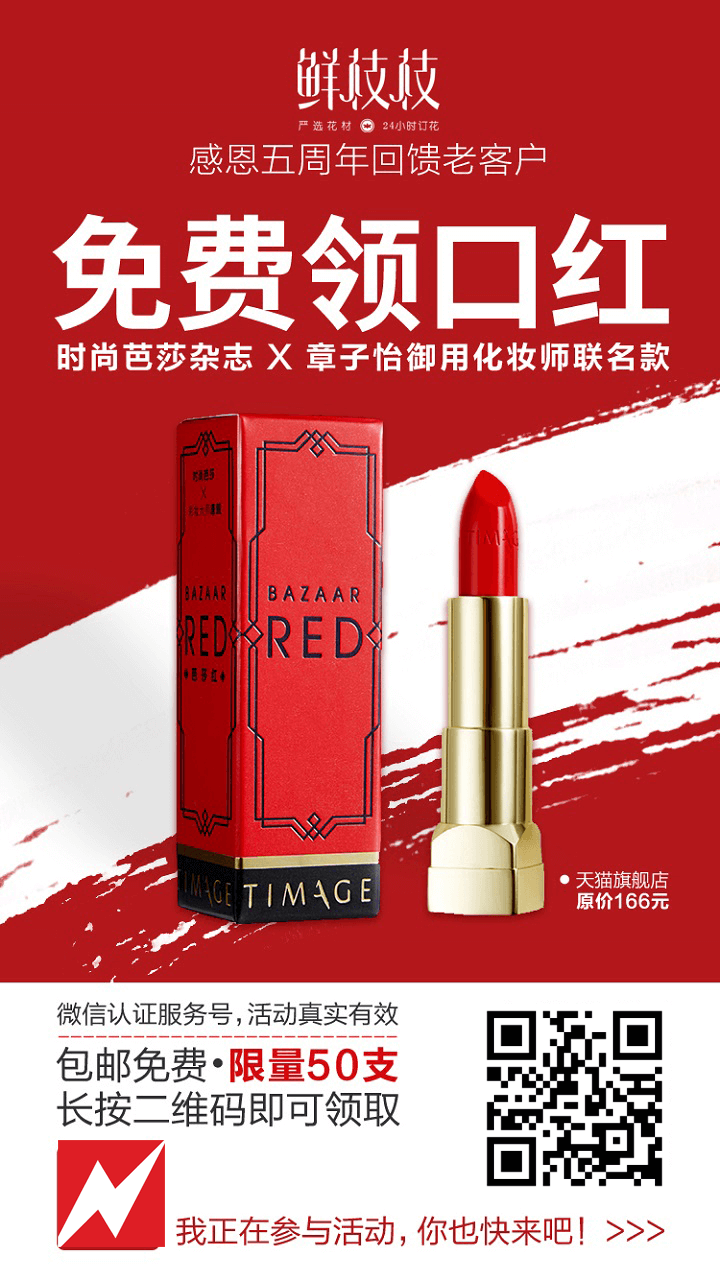 鲜枝枝
严选花材 24小时订花
感恩五周年回馈老客户
免费领口红
时尚芭莎杂志 X 章子怡御用化妆师联名款
时尚芭莎
X
BAZAAR
RED
芭莎红
TIMAGE
BAZAAR
RED
TIMAGE
TIMAGE
天猫旗舰店
原价166元
微信认证服务号,活动真实有效
包邮免费·限量50支
长按二维码即可领取
我正在参与活动,你也快来吧! >>>